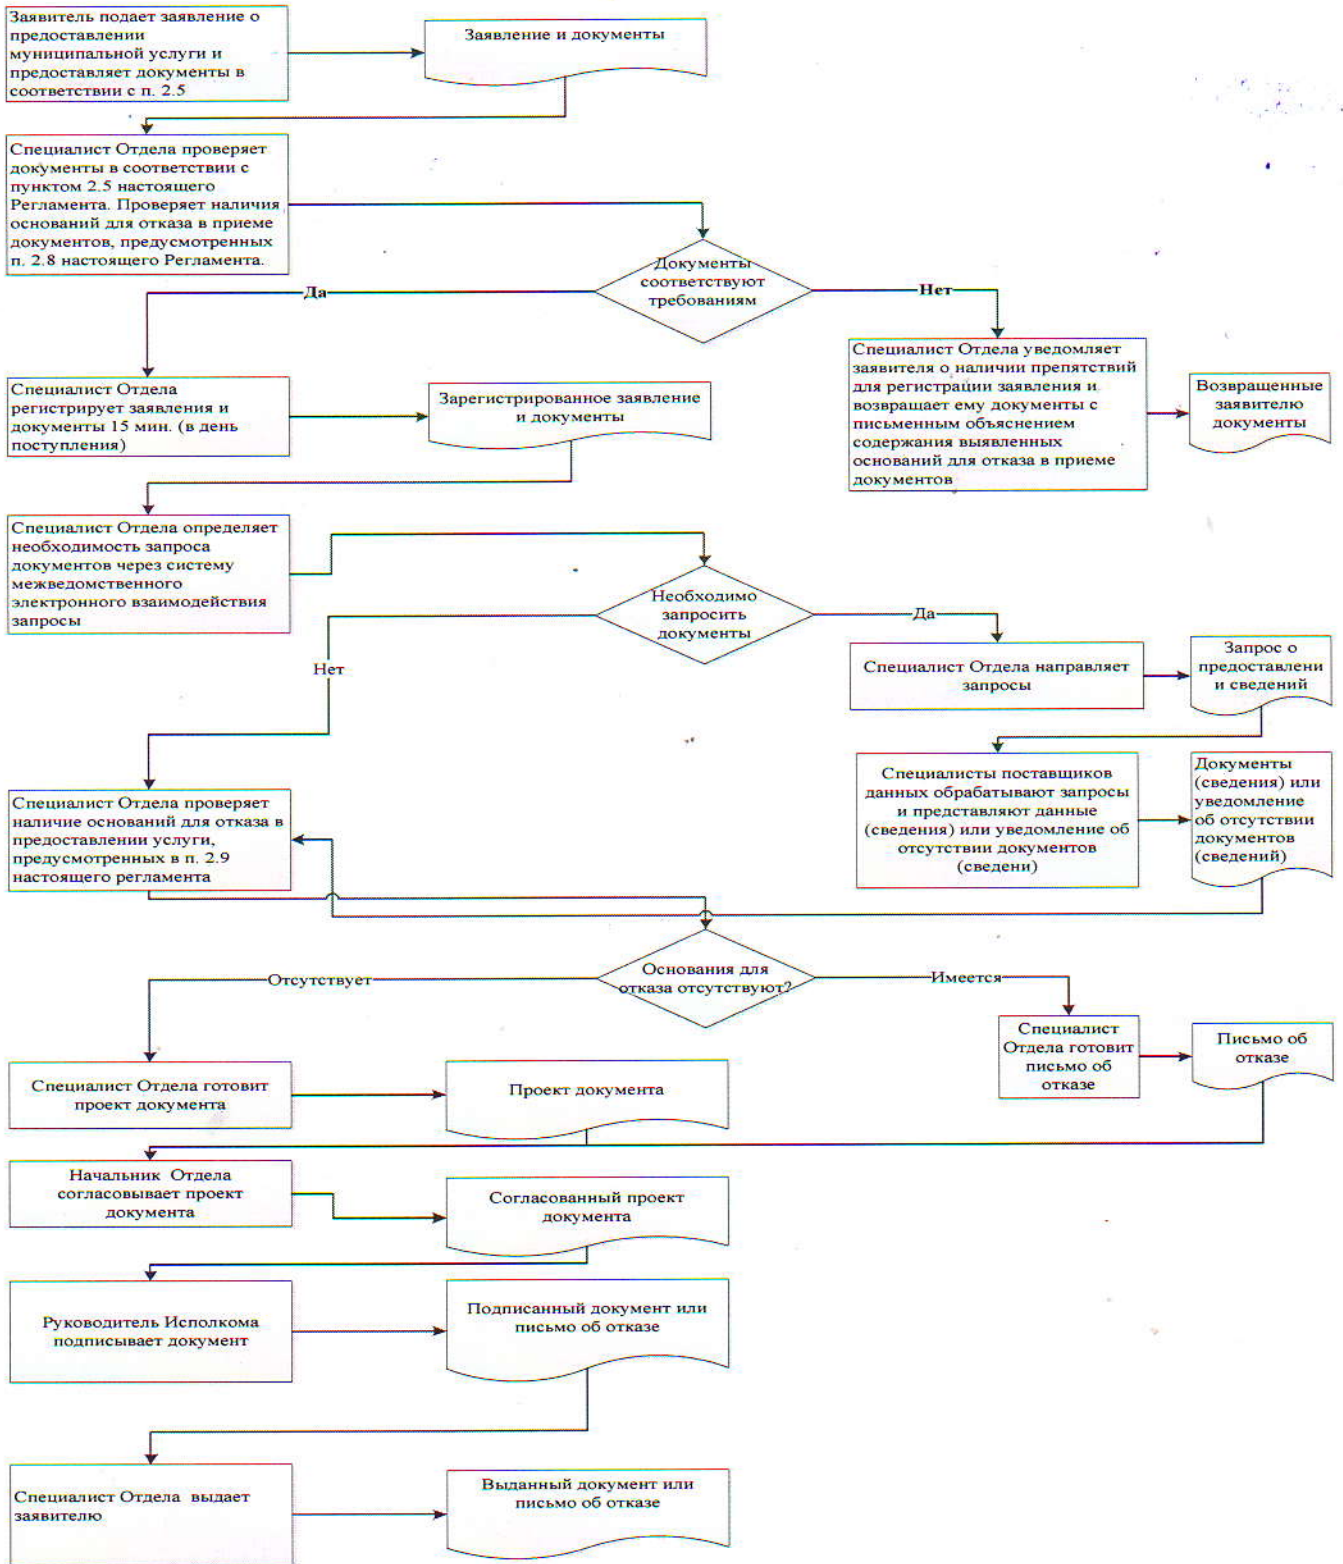 Заявитель подает заявление о
предоставлении
муниципальной услуги и
предоставляет документы в
соответствии с п. 2.5
Заявление и документы
Специалист Отдела проверяет
документы в соответствии с
пунктом 2.5 настоящего
Регламента. Проверяет наличия
оснований для отказа в приеме
документов, предусмотренных
п. 2.8 настоящего Регламента.
Документы
соответствуют
требованиям
Да
Нет
Специалист Отдела уведомляет
заявителя о наличии препятствий
для регистрации заявления и
возвращает ему документы с
письменным объяснением
содержания выявленных
оснований для отказа в приеме
документов
Возвращенные
заявителю
документы
Специалист Отдела
регистрирует заявления и
документы 15 мин. (в день
поступления)
Зарегистрированное заявление
и документы
Специалист Отдела определяет
необходимость запроса
документов через систему
межведомственного
электронного взаимодействия
запросы
Необходимо
запросить
документы
Да
Нет
Специалист Отдела направляет
запросы
Запрос о
предоставлени
и сведений
Специалисты поставщиков
данных обрабатывают запросы
и представляют данные
(сведения) или уведомление об
отсутствии документов
(сведени)
Документы
(сведения) или
уведомление
об отсутствии
документов
(сведений)
Специалист Отдела проверяет
наличие оснований для отказа в
предоставлении услуги,
предусмотренных в п. 2.9
настоящего регламента
Основания для
отказа отсутствуют?
Отсутствует
Имеется
Специалист
Отдела готовит
письмо об
отказе
Письмо об
отказе
Специалист Отдела готовит
проект документа
Проект документа
Начальник Отдела
согласовывает проект
документа
Согласованный проект
документа
Руководитель Исполкома
подписывает документ
Подписанный документ или
письмо об отказе
Специалист Отдела выдает
заявителю
Выданный документ или
письмо об отказе